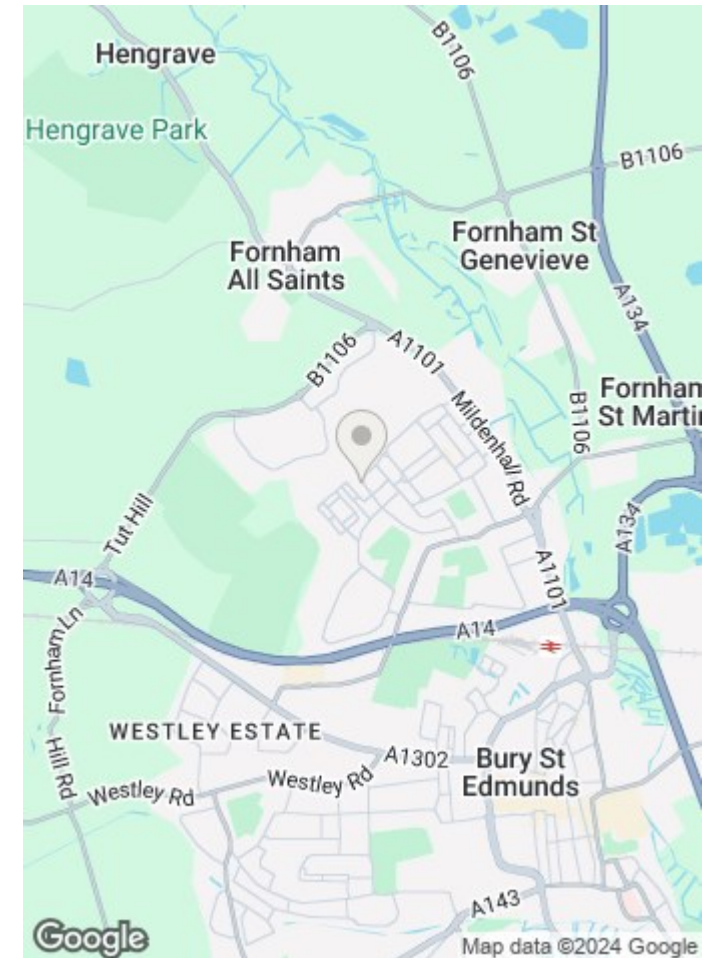 Hengrave
B1106
Hengrave Park
B1106
Fornham St
Genevieve
Fornham
All Saints
A134
B1106
A1101
Fornham
St Martin
Mildenhall Rd
B1106
Tut Hill
A134
A14
A1101
Fornham Ln
A14
Hill Rd
WESTLEY ESTATE
A1302
Bury St
Edmunds
Westley Rd
Westley Rd
A143
Google
Map data ©2024 Google